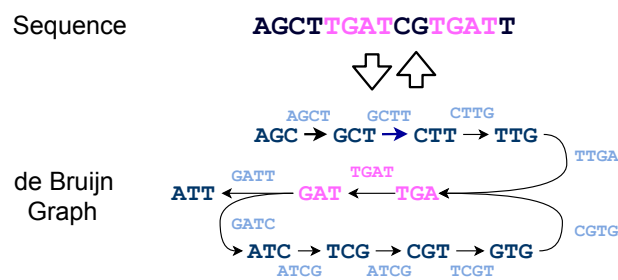 Sequence AGCTTGATCGTGATT
AGCT GCTT CTTG
AGC GCT CTT TTG
TTGA
GATT TGAT
de Bruijn Graph
ATT GAT TGA
GATC
CGTG
ATC TCG CGT GTG
ATCG ATCG TCGT